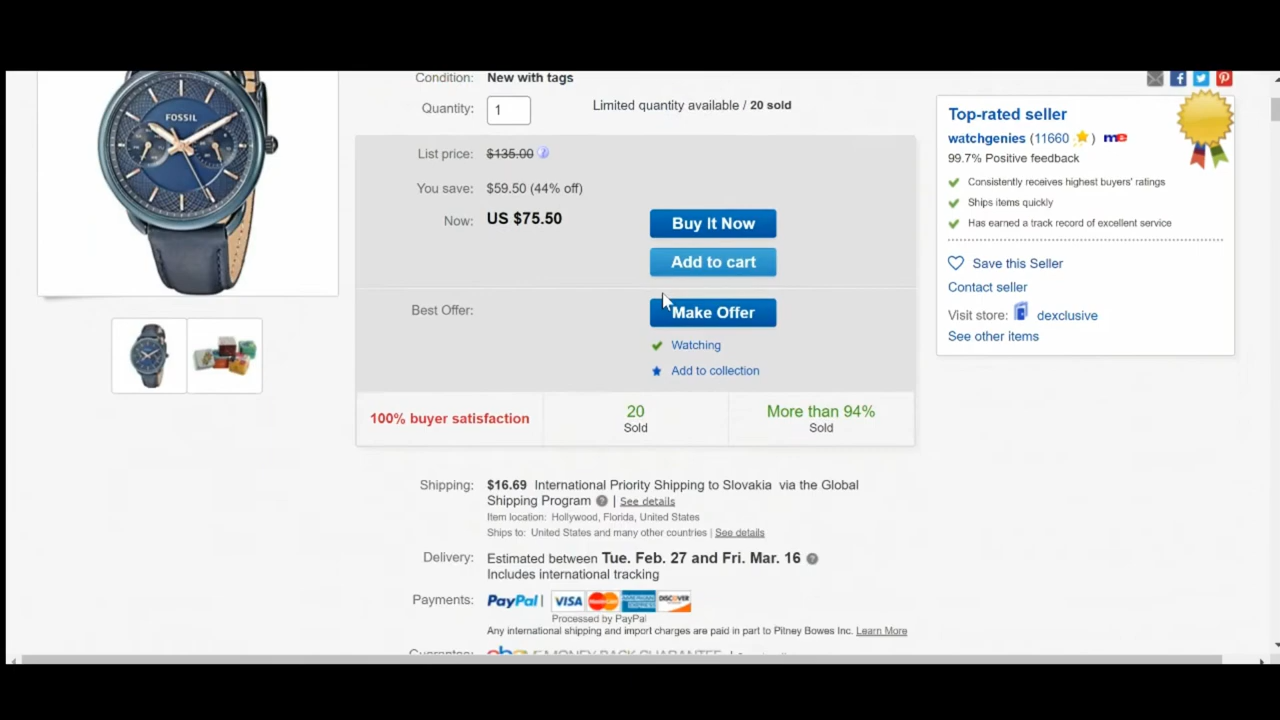 FOSSIL
Condition: New with tags
Quantity: 1 Limited quantity available / 20 sold
List price: $135.00
You save: $59.50 (44% off)
Now: US $75.50
Buy It Now
Add to cart
Best Offer:
Make Offer
Watching
Add to collection
100% buyer satisfaction
20
Sold
More than 94%
Sold
Shipping: $16.69 International Priority Shipping to Slovakia via the Global
Shipping Program | See details
Item location: Hollywood, Florida, United States
Ships to: United States and many other countries | See details
Delivery: Estimated between Tue. Feb. 27 and Fri. Mar. 16
Includes international tracking
Payments: PayPal | VISA MasterCard AMERICAN EXPRESS DISCOVER
Processed by PayPal
Any international shipping and import charges are paid in part to Pitney Bowes Inc. Learn More
Top-rated seller
watchgenies (11660 ) me
99.7% Positive feedback
Consistently receives highest buyers' ratings
Ships items quickly
Has earned a track record of excellent service
Save this Seller
Contact seller
Visit store: dexclusive
See other items